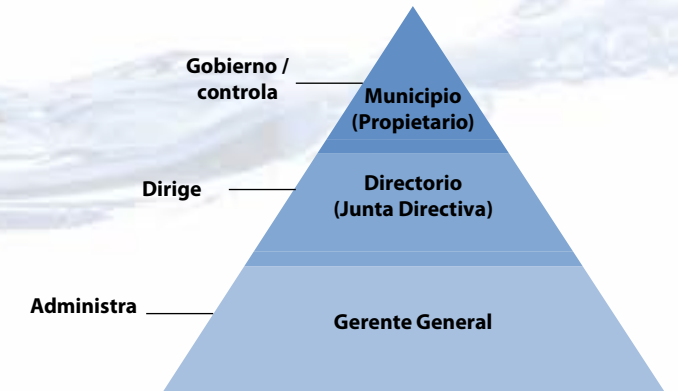 Gobierno /
controla
Municipio
(Propietario)
Dirige
Directorio
(Junta Directiva)
Administra
Gerente General